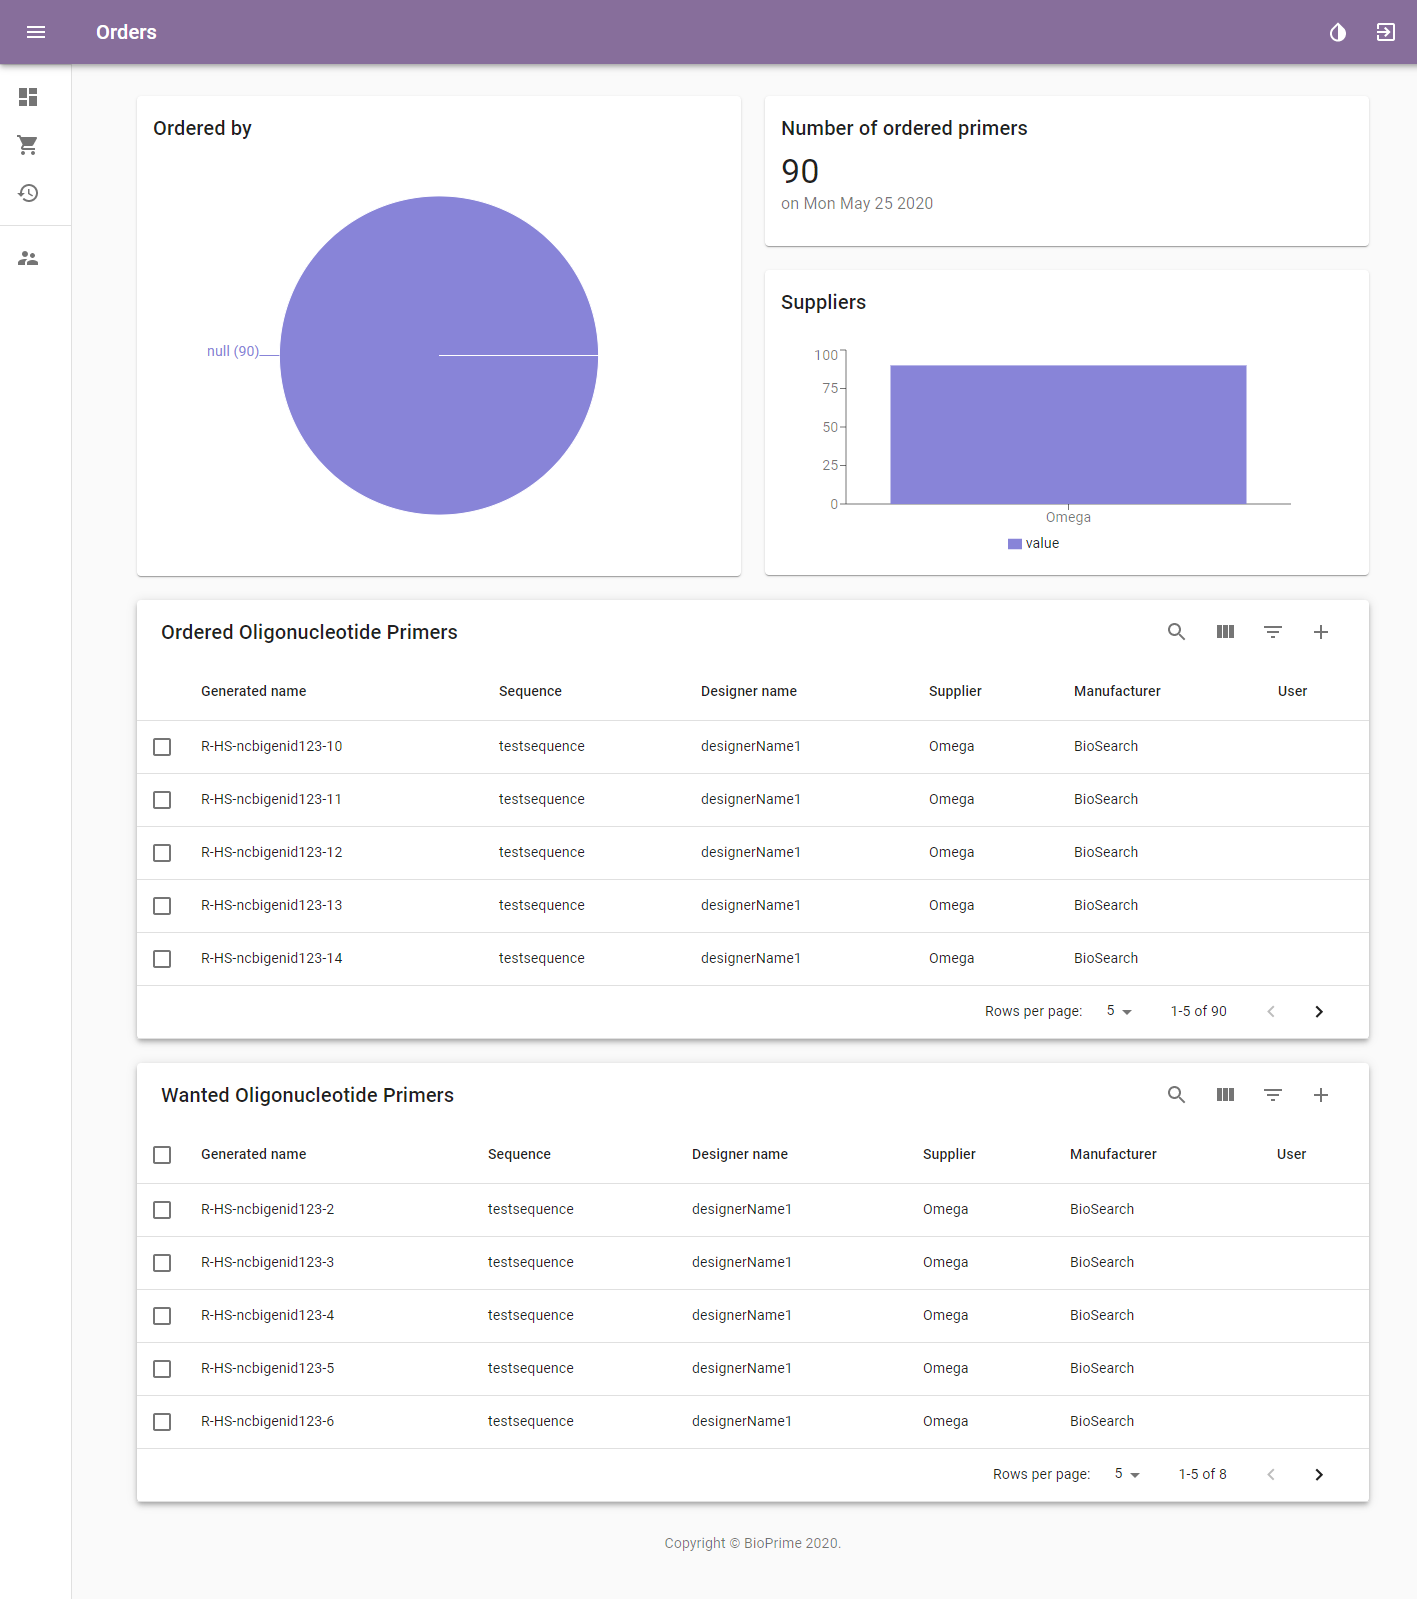 Orders
Ordered by
null (90)
Number of ordered primers
90
on Mon May 25 2020
Suppliers
100
75
50
25
0
Omega
value
Ordered Oligonucleotide Primers
Generated name Sequence Designer name Supplier Manufacturer User
R-HS-ncbigenid123-10 testsequence designerName1 Omega BioSearch
R-HS-ncbigenid123-11 testsequence designerName1 Omega BioSearch
R-HS-ncbigenid123-12 testsequence designerName1 Omega BioSearch
R-HS-ncbigenid123-13 testsequence designerName1 Omega BioSearch
R-HS-ncbigenid123-14 testsequence designerName1 Omega BioSearch
Rows per page: 5 1-5 of 90
Wanted Oligonucleotide Primers
Generated name Sequence Designer name Supplier Manufacturer User
R-HS-ncbigenid123-2 testsequence designerName1 Omega BioSearch
R-HS-ncbigenid123-3 testsequence designerName1 Omega BioSearch
R-HS-ncbigenid123-4 testsequence designerName1 Omega BioSearch
R-HS-ncbigenid123-5 testsequence designerName1 Omega BioSearch
R-HS-ncbigenid123-6 testsequence designerName1 Omega BioSearch
Rows per page: 5 1-5 of 8
Copyright © BioPrime 2020.